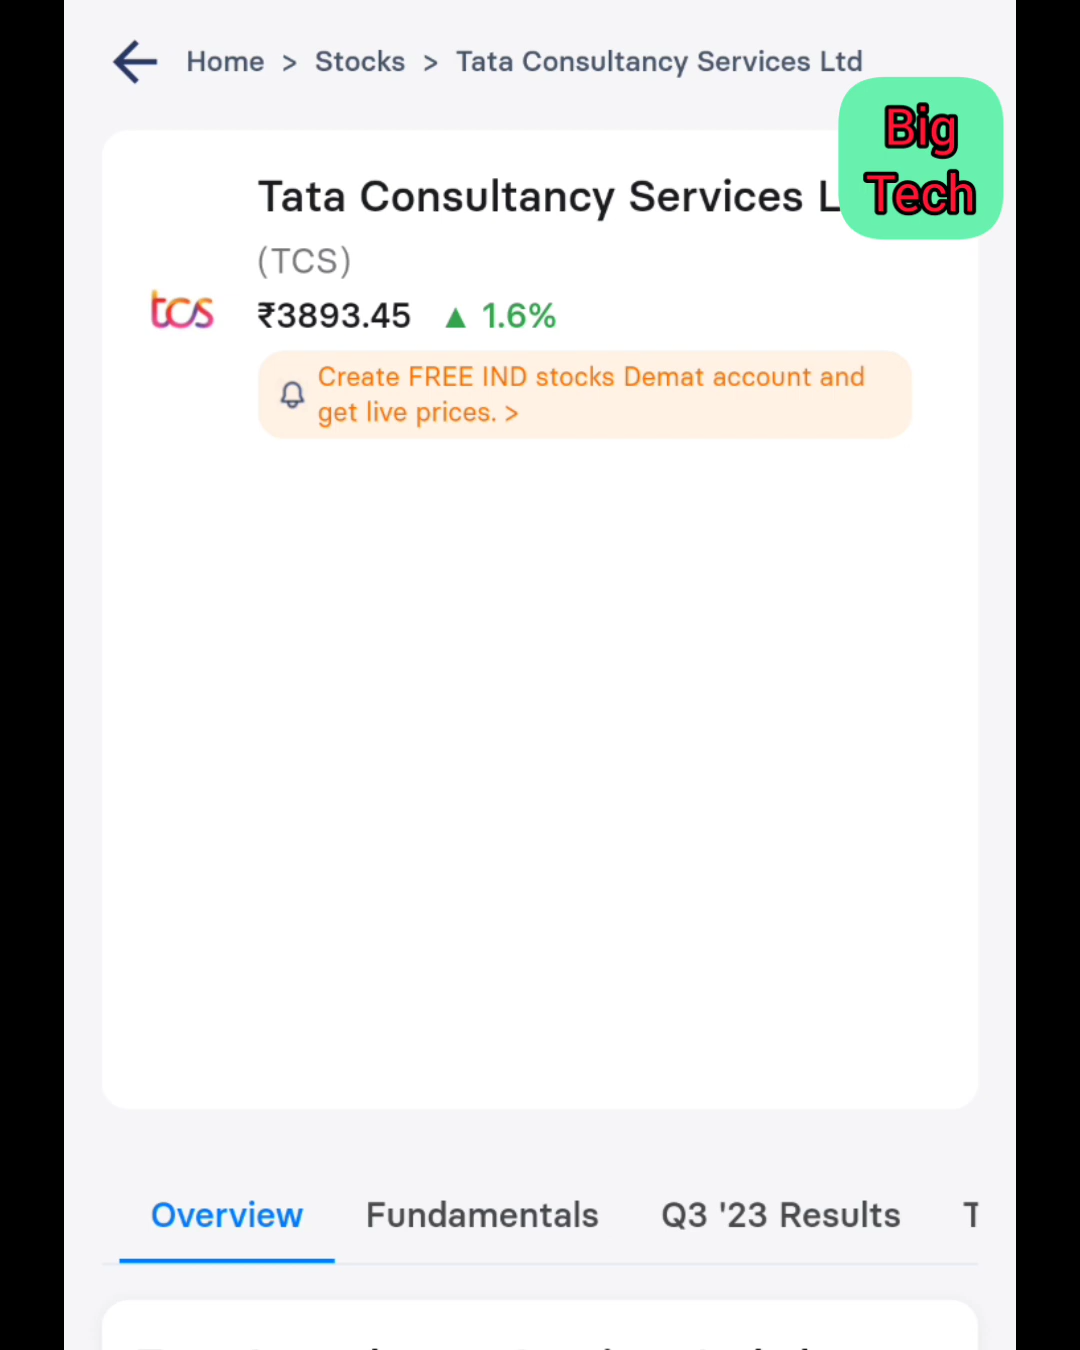 Home > Stocks > Tata Consultancy Services Ltd
Big
Tech
Tata Consultancy Services L
(TCS)
tcs
₹3893.45 ▲ 1.6%
Create FREE IND stocks Demat account and
get live prices. >
Overview Fundamentals Q3 '23 Results T